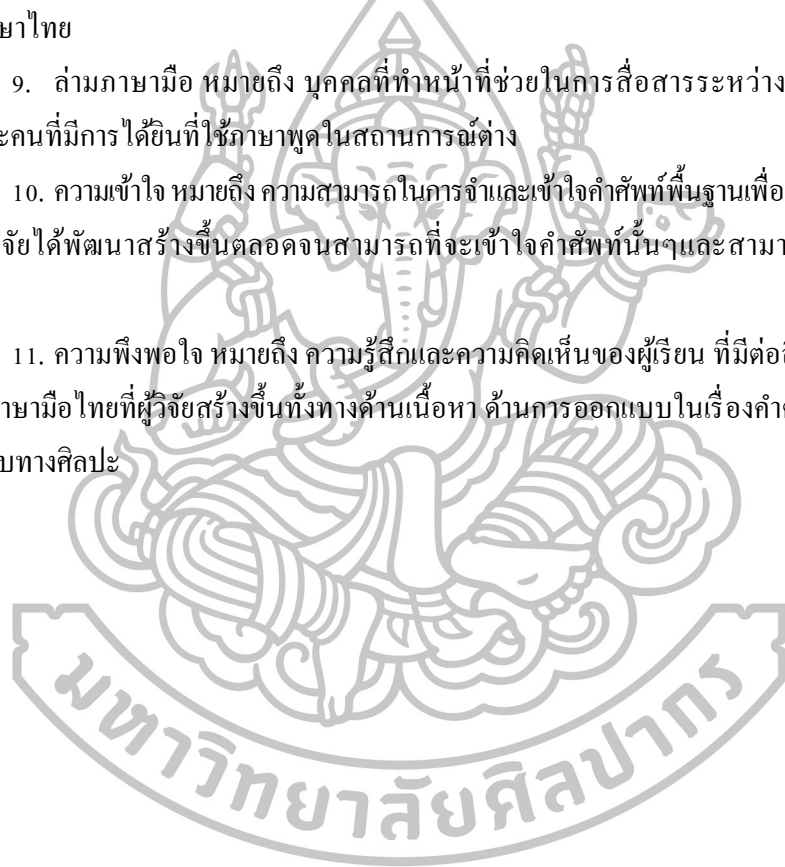 ษาไทย
9. ล่ามภาษามือ หมายถึง บุคคลที่ทำหน้าที่ช่วยในการสื่อสารระหว่าง
ะคนที่มีการได้ยินที่ใช้ภาษาพูดในสถานการณ์ต่าง
10. ความเข้าใจ หมายถึง ความสามารถในการจำและเข้าใจคำศัพท์พื้นฐานเพื่อ
จัยได้พัฒนาสร้างขึ้นตลอดจนสามารถที่จะเข้าใจคำศัพท์นั้นๆและสามา
11. ความพึงพอใจ หมายถึง ความรู้สึกและความคิดเห็นของผู้เรียน ที่มีต่อ
าษามือไทยที่ผู้วิจัยสร้างขึ้นทั้งทางด้านเนื้อหา ด้านการออกแบบในเรื่องคำ
บทางศิลปะ
มหาวิทยาลัยศิลปากร